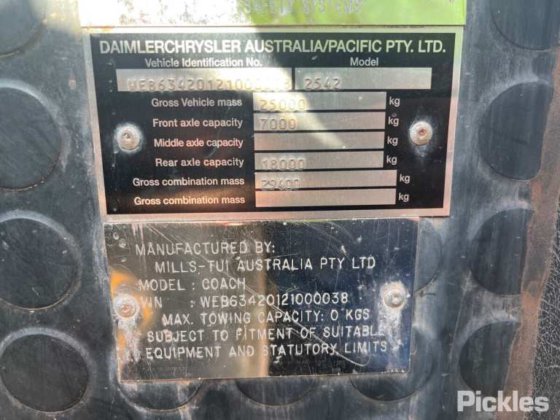 DAIMLERCHRYSLER AUSTRALIA/PACIFIC PTY. LTD.
Vehicle Identification No. Model
2542
Gross Vehicle mass 25000 kg
Front axle capacity 7000 kg
Middle axle capacity kg
Rear axle capacity 18000 kg
Gross combination mass kg
Gross combination mass kg
MANUFACTURED BY:
MILLS-TUI AUSTRALIA PTY LTD
MODEL: COACH
VIN : WEB63420121000038
MAX. TOWING CAPACITY: 0 KGS
SUBJECT TO FITMENT OF SUITABLE
EQUIPMENT AND STATUTORY LIMITS
Pickles